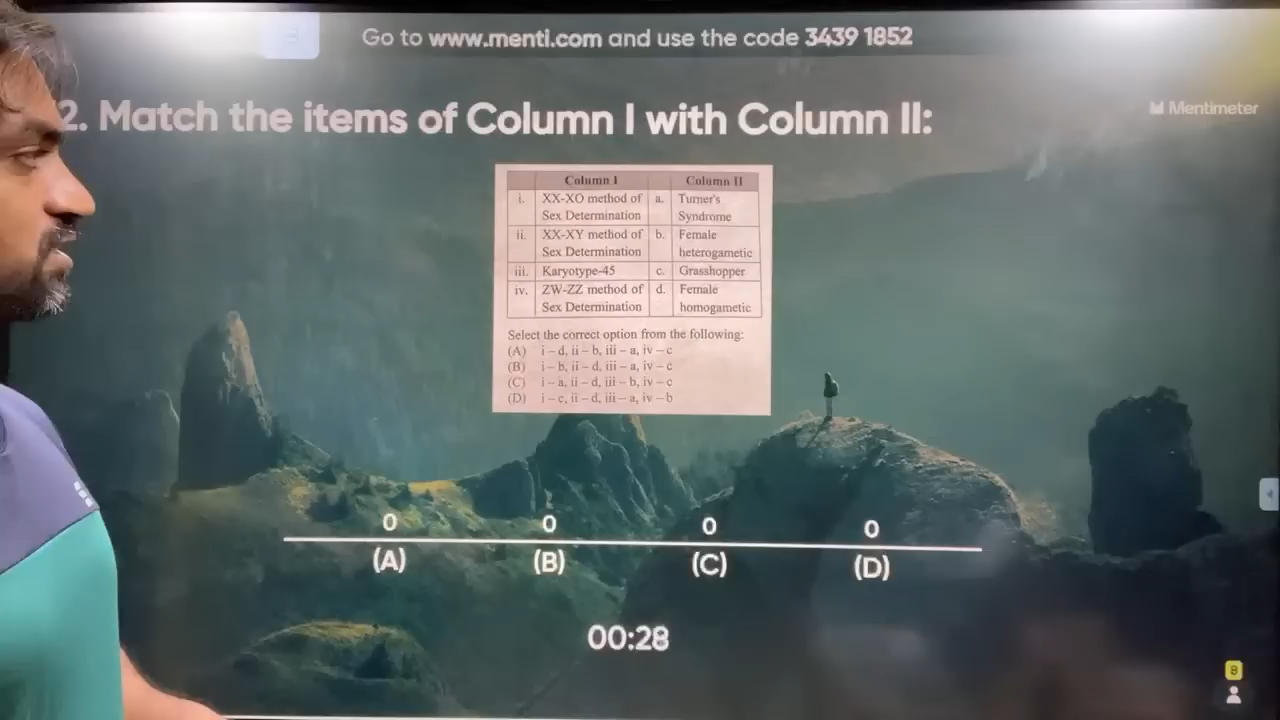 Go to www.menti.com and use the code 3439 1852
2. Match the items of Column I with Column II:
Mentimeter
Column I Column II
i. XX-XO method of Sex Determination a. Turner's Syndrome
ii. XX-XY method of Sex Determination b. Female heterogametic
iii. Karyotype-45 c. Grasshopper
iv. ZW-ZZ method of Sex Determination d. Female homogametic
Select the correct option from the following:
(A) i – d, ii – b, iii – a, iv – c
(B) i – b, ii – d, iii – a, iv – c
(C) i – a, ii – d, iii – b, iv – c
(D) i – c, ii – d, iii – a, iv – b
0 0 0 0
(A) (B) (C) (D)
00:28
8